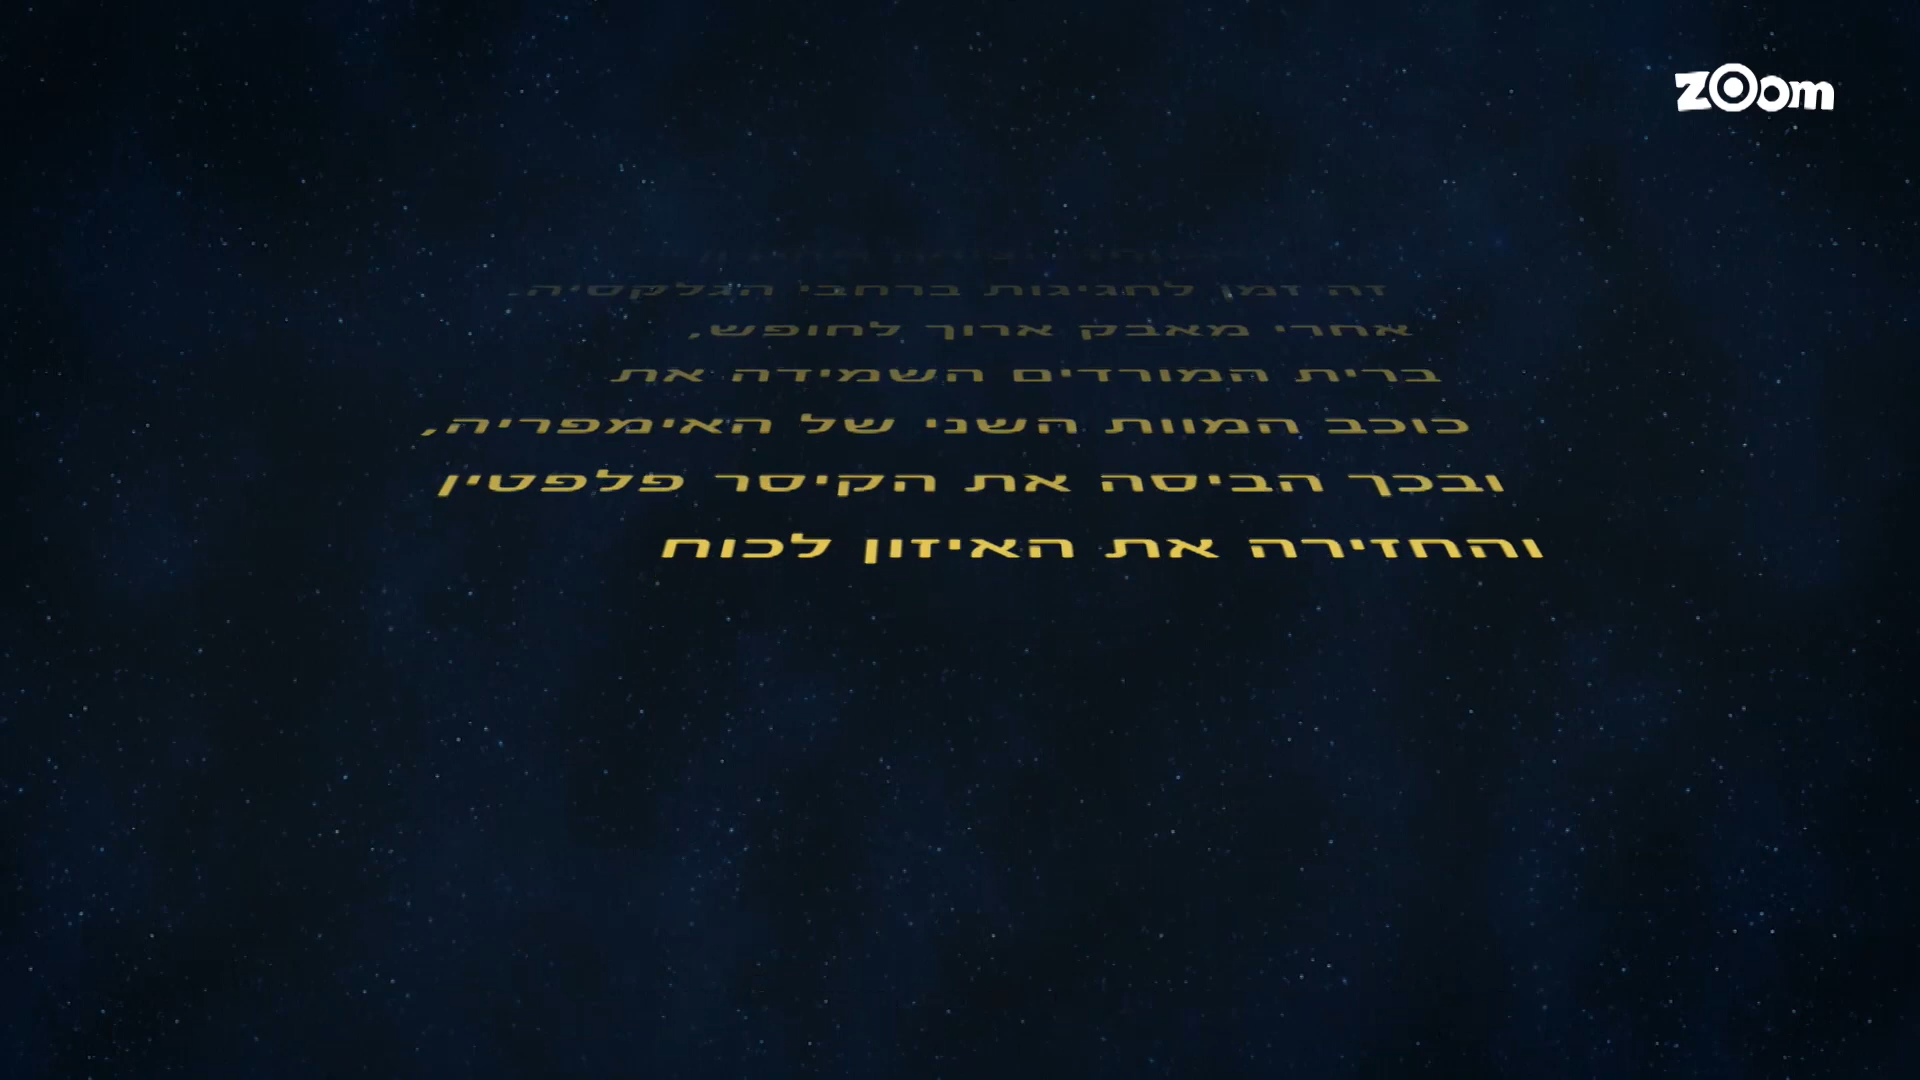 zoom
זה זמן לחגיגות ברחבי הגלקסיה.
אחרי מאבק ארוך לחופש,
ברית המורדים השמידה את
כוכב המוות השני של האימפריה,
ובכך הביסה את הקיסר פלפטין
והחזירה את האיזון לכוח